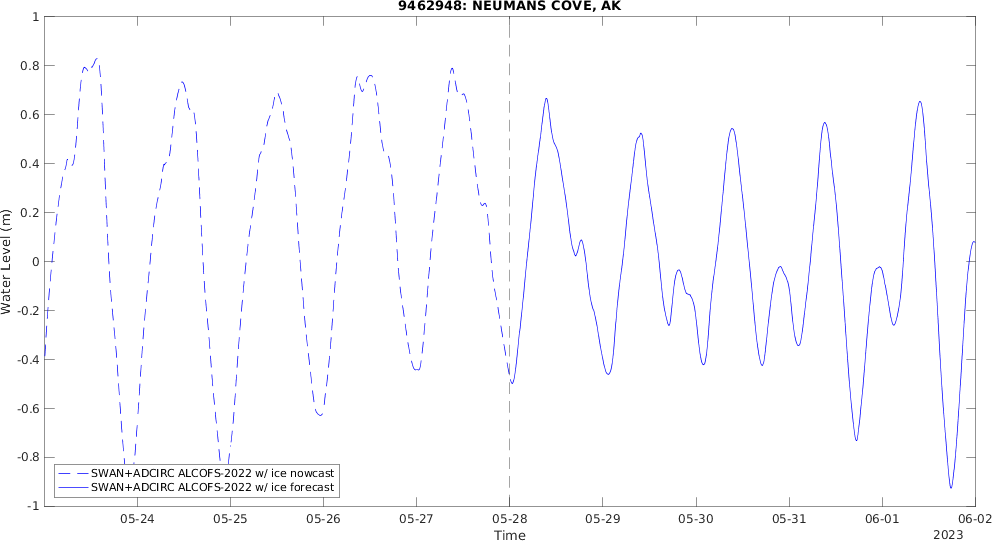 9462948: NEUMANS COVE, AK
Water Level (m)
1
0.8
0.6
0.4
0.2
0
-0.2
-0.4
-0.6
-0.8
-1
SWAN+ADCIRC ALCOFS-2022 w/ ice nowcast
SWAN+ADCIRC ALCOFS-2022 w/ ice forecast
05-24 05-25 05-26 05-27 05-28 05-29 05-30 05-31 06-01 06-02
Time
2023